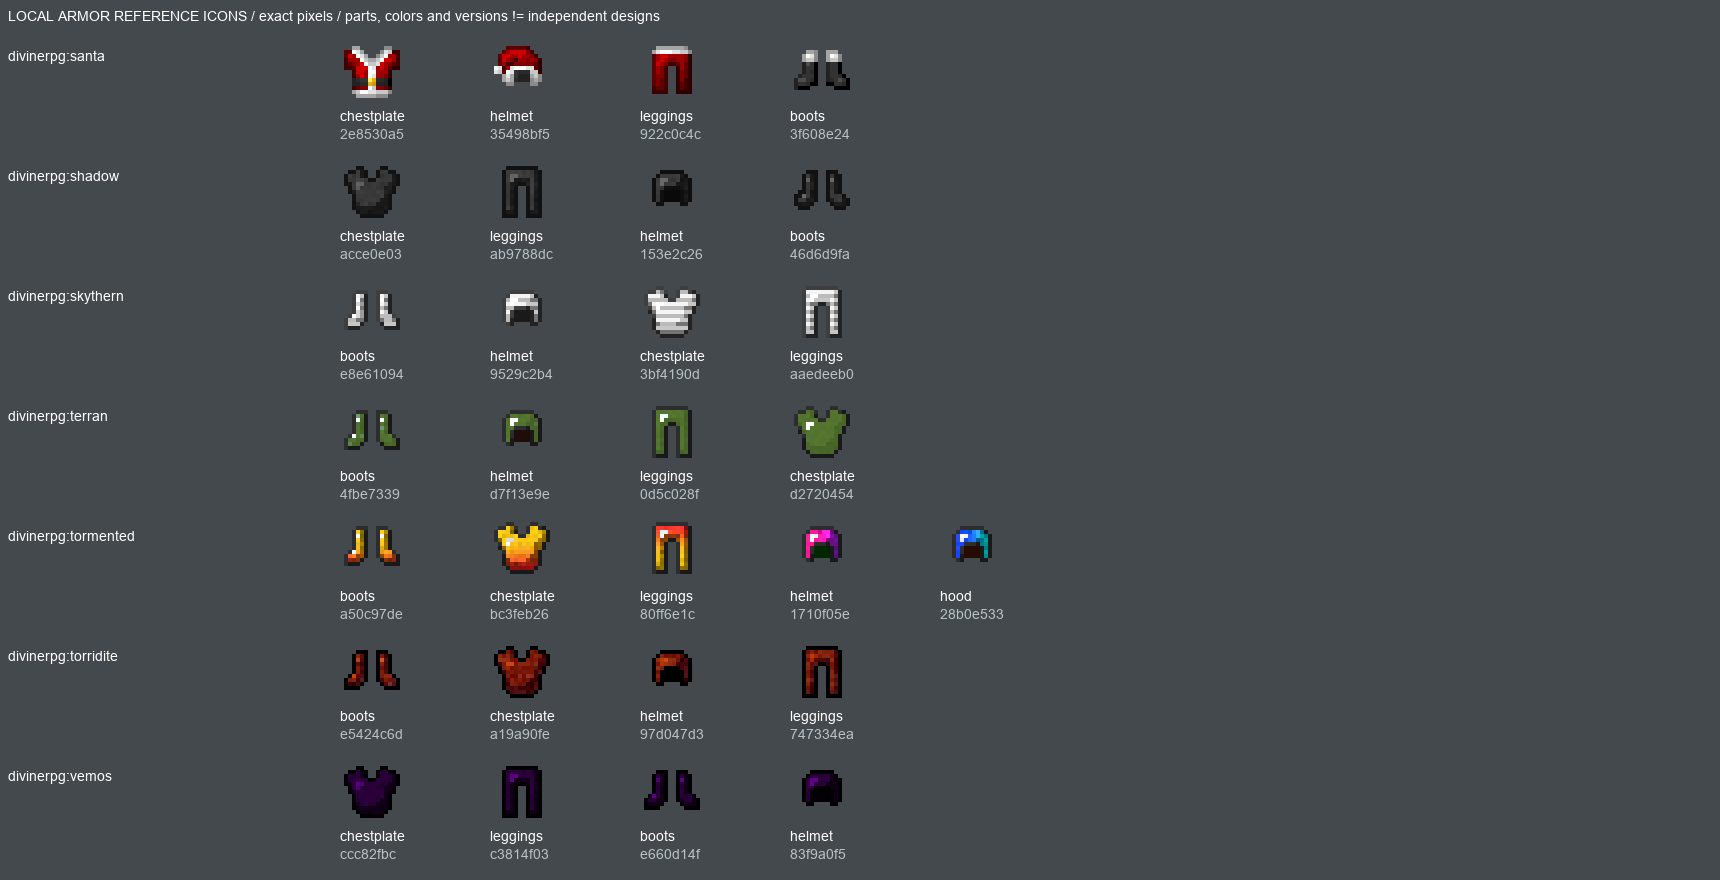 LOCAL ARMOR REFERENCE ICONS / exact pixels / parts, colors and versions != independent designs
divinerpg:santa
chestplate helmet leggings boots
2e8530a5 35498bf5 922c0c4c 3f608e24
divinerpg:shadow
chestplate leggings helmet boots
acce0e03 ab9788dc 153e2c26 46d6d9fa
divinerpg:skythern
boots helmet chestplate leggings
e8e61094 9529c2b4 3bf4190d aaedeeb0
divinerpg:terran
boots helmet leggings chestplate
4fbe7339 d7f13e9e 0d5c028f d2720454
divinerpg:tormented
boots chestplate leggings helmet hood
a50c97de bc3feb26 80ff6e1c 1710f05e 28b0e533
divinerpg:torridite
boots chestplate helmet leggings
e5424c6d a19a90fe 97d047d3 747334ea
divinerpg:vemos
chestplate leggings boots helmet
ccc82fbc c3814f03 e660d14f 83f9a0f5